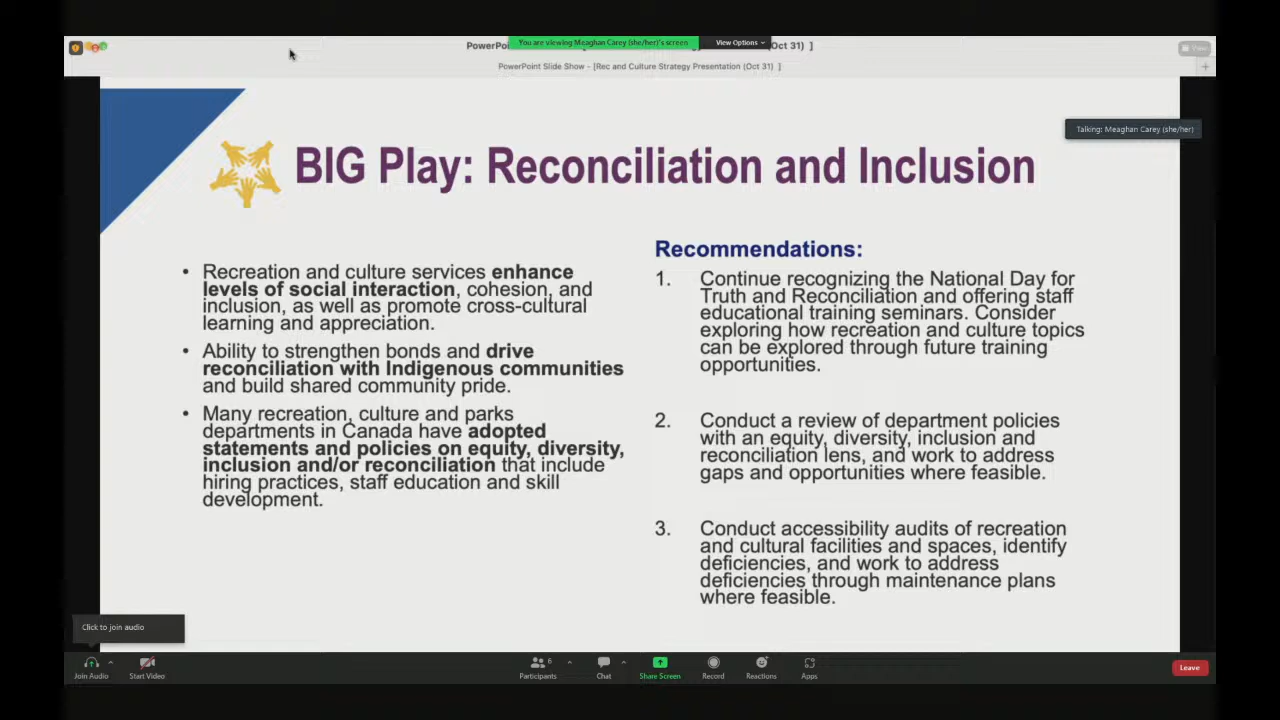 You are viewing Meaghan Carey (she/her)'s screen
View Options
PowerPoi
Oct 31) ]
PowerPoint Slide Show - [Rec and Culture Strategy Presentation (Oct 31) ]
View
Talking: Meaghan Carey (she/her)
BIG Play: Reconciliation and Inclusion
• Recreation and culture services enhance
levels of social interaction, cohesion, and
inclusion, as well as promote cross-cultural
learning and appreciation.
• Ability to strengthen bonds and drive
reconciliation with Indigenous communities
and build shared community pride.
• Many recreation, culture and parks
departments in Canada have adopted
statements and policies on equity, diversity,
inclusion and/or reconciliation that include
hiring practices, staff education and skill
development.
Recommendations:
1. Continue recognizing the National Day for
Truth and Reconciliation and offering staff
educational training seminars. Consider
exploring how recreation and culture topics
can be explored through future training
opportunities.
2. Conduct a review of department policies
with an equity, diversity, inclusion and
reconciliation lens, and work to address
gaps and opportunities where feasible.
3. Conduct accessibility audits of recreation
and cultural facilities and spaces, identify
deficiencies, and work to address
deficiencies through maintenance plans
where feasible.
Click to join audio
Join Audio
Start Video
6
Participants
Chat
Share Screen
Record
Reactions
Apps
Leave